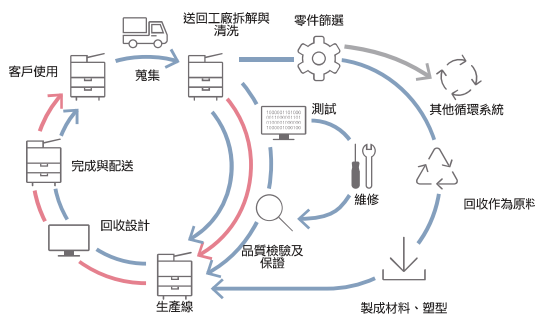 送回工廠拆解與
清洗
零件篩選
客戶使用
蒐集
其他循環系統
測試
完成與配送
維修
回收作為原料
回收設計
品質檢驗及
保證
生產線
製成材料、塑型